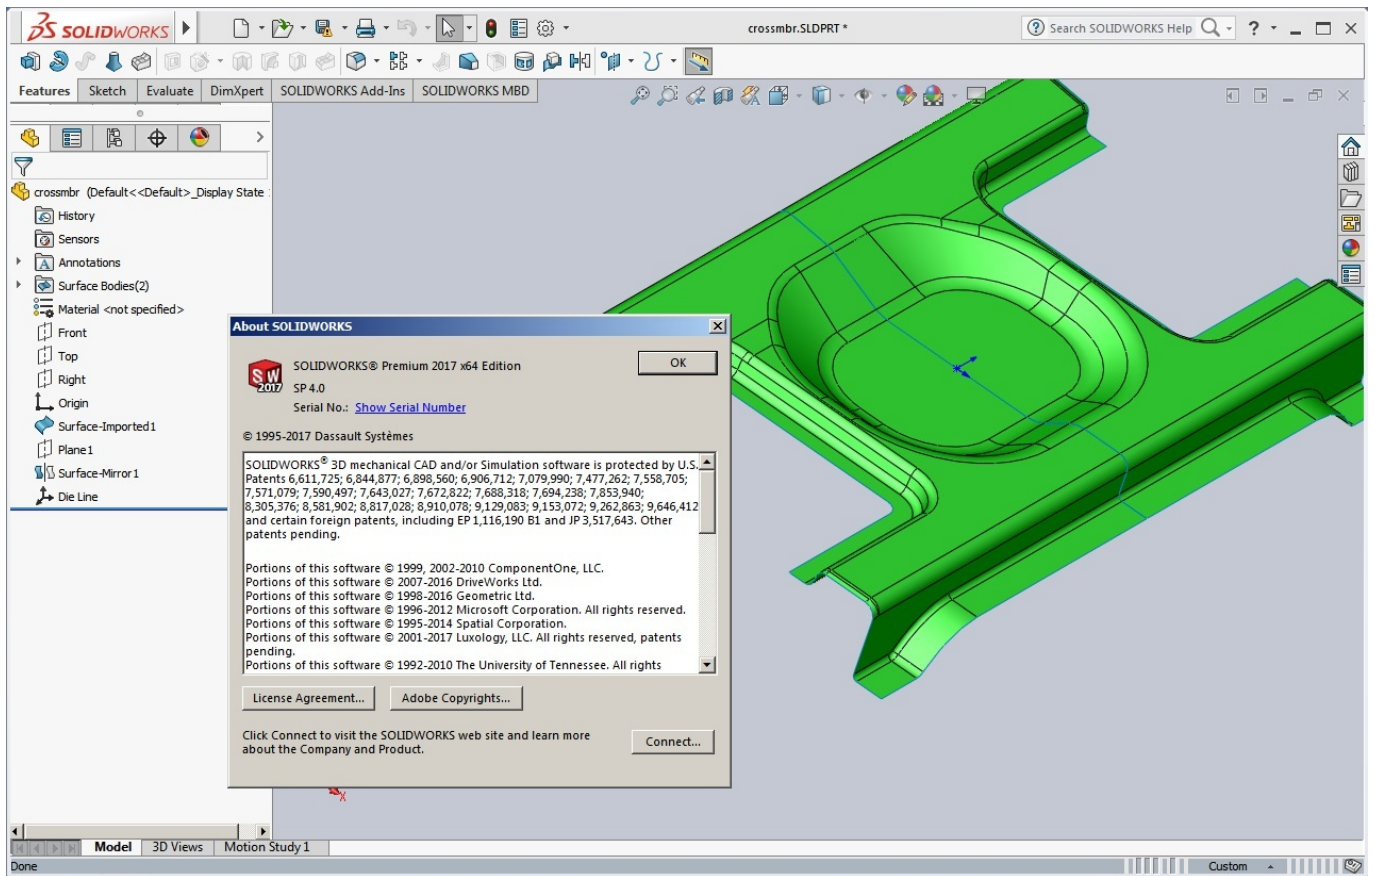 SOLIDWORKS
crossmbr.SLDPRT *
Search SOLIDWORKS Help
?
Features
Sketch
Evaluate
DimXpert
SOLIDWORKS Add-Ins
SOLIDWORKS MBD
crossmbr (Default<<Default>_Display State
History
Sensors
Annotations
Surface Bodies(2)
Material <not specified>
Front
Top
Right
Origin
Surface-Imported1
Plane1
Surface-Mirror1
Die Line
About SOLIDWORKS
SW
2017
SOLIDWORKS® Premium 2017 x64 Edition
OK
SP 4.0
Serial No.: Show Serial Number
© 1995-2017 Dassault Systèmes
SOLIDWORKS® 3D mechanical CAD and/or Simulation software is protected by U.S.
Patents 6,611,725; 6,844,877; 6,898,560; 6,906,712; 7,079,990; 7,477,262; 7,558,705;
7,571,079; 7,590,497; 7,643,027; 7,672,822; 7,688,318; 7,694,238; 7,853,940;
8,305,376; 8,581,902; 8,817,028; 8,910,078; 9,129,083; 9,153,072; 9,262,863; 9,646,412
and certain foreign patents, including EP 1,116,190 B1 and JP 3,517,643. Other
patents pending.
Portions of this software © 1999, 2002-2010 ComponentOne, LLC.
Portions of this software © 2007-2016 DriveWorks Ltd.
Portions of this software © 1998-2016 Geometric Ltd.
Portions of this software © 1996-2012 Microsoft Corporation. All rights reserved.
Portions of this software © 1995-2014 Spatial Corporation.
Portions of this software © 2001-2017 Luxology, LLC. All rights reserved, patents
pending.
Portions of this software © 1992-2010 The University of Tennessee. All rights
License Agreement...
Adobe Copyrights...
Click Connect to visit the SOLIDWORKS web site and learn more
about the Company and Product.
Connect...
X
Model
3D Views
Motion Study 1
Done
Custom